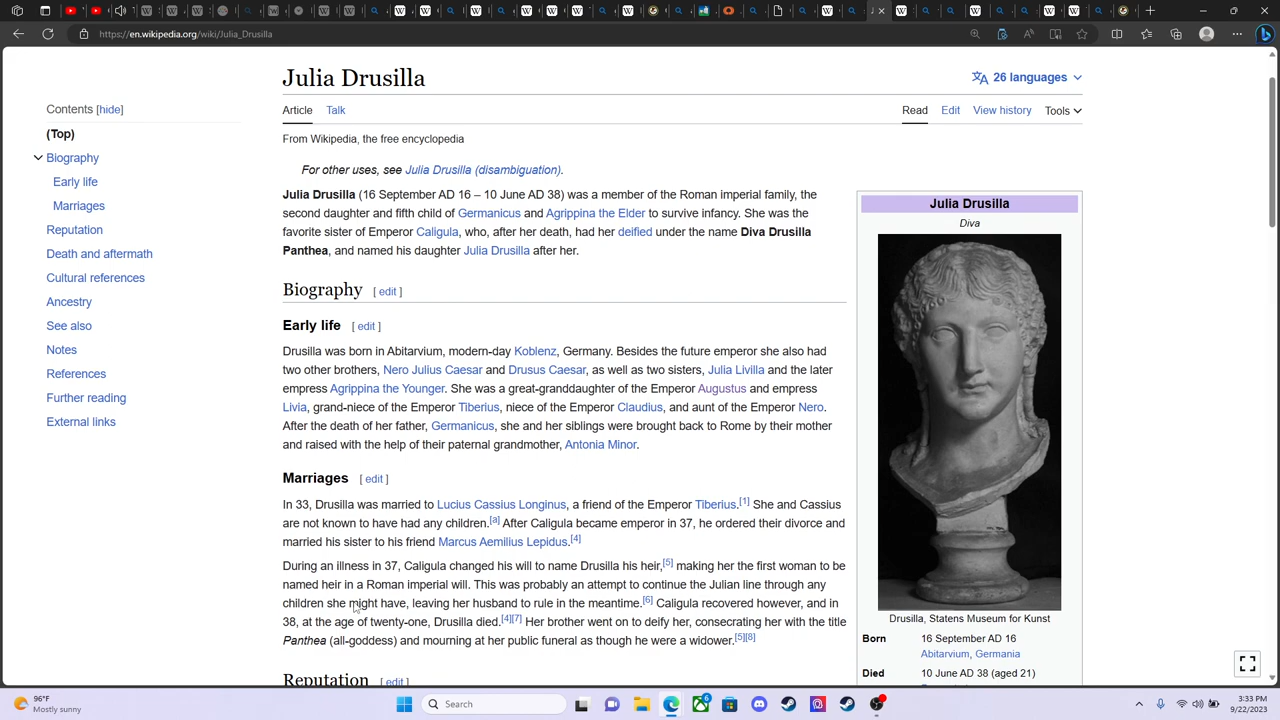 https://en.wikipedia.org/wiki/Julia_Drusilla
Julia Drusilla
26 languages
Contents [hide]
(Top)
Biography
Early life
Marriages
Reputation
Death and aftermath
Cultural references
Ancestry
See also
Notes
References
Further reading
External links
Article Talk
Read Edit View history Tools
From Wikipedia, the free encyclopedia
For other uses, see Julia Drusilla (disambiguation).
Julia Drusilla (16 September AD 16 – 10 June AD 38) was a member of the Roman imperial family, the
second daughter and fifth child of Germanicus and Agrippina the Elder to survive infancy. She was the
favorite sister of Emperor Caligula, who, after her death, had her deified under the name Diva Drusilla
Panthea, and named his daughter Julia Drusilla after her.
Biography [ edit ]
Early life [ edit ]
Drusilla was born in Abitarvium, modern-day Koblenz, Germany. Besides the future emperor she also had
two other brothers, Nero Julius Caesar and Drusus Caesar, as well as two sisters, Julia Livilla and the later
empress Agrippina the Younger. She was a great-granddaughter of the Emperor Augustus and empress
Livia, grand-niece of the Emperor Tiberius, niece of the Emperor Claudius, and aunt of the Emperor Nero.
After the death of her father, Germanicus, she and her siblings were brought back to Rome by their mother
and raised with the help of their paternal grandmother, Antonia Minor.
Marriages [ edit ]
In 33, Drusilla was married to Lucius Cassius Longinus, a friend of the Emperor Tiberius.[1] She and Cassius
are not known to have had any children.[a] After Caligula became emperor in 37, he ordered their divorce and
married his sister to his friend Marcus Aemilius Lepidus.[4]
During an illness in 37, Caligula changed his will to name Drusilla his heir,[5] making her the first woman to be
named heir in a Roman imperial will. This was probably an attempt to continue the Julian line through any
children she might have, leaving her husband to rule in the meantime.[6] Caligula recovered however, and in
38, at the age of twenty-one, Drusilla died.[4][7] Her brother went on to deify her, consecrating her with the title
Panthea (all-goddess) and mourning at her public funeral as though he were a widower.[5][8]
Reputation [ edit ]
Julia Drusilla
Diva
Drusilla, Statens Museum for Kunst
Born 16 September AD 16
Abitarvium, Germania
Died 10 June AD 38 (aged 21)
96°F
Mostly sunny
Search
6
3:33 PM
9/22/2023